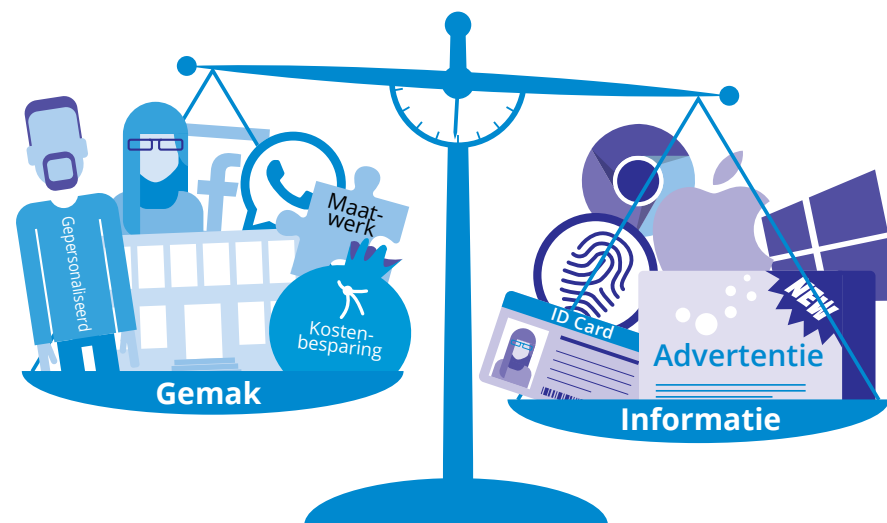 Gepersonaliseerd
Maat-
werk
Kosten-
besparing
Gemak
NEW
ID Card
Advertentie
Informatie